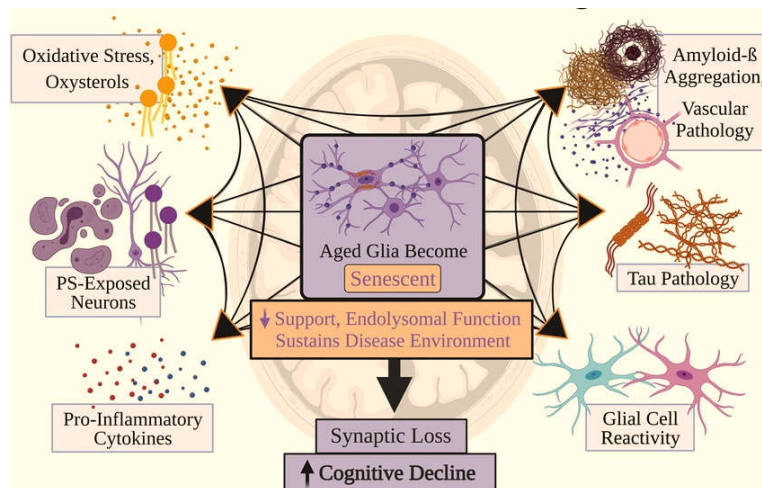 Oxidative Stress,
Oxysterols
Amyloid-ß
Aggregation,
Vascular
Pathology
Aged Glia Become
Senescent
PS-Exposed
Neurons
Tau Pathology
Support, Endolysomal Function
Sustains Disease Environment
Pro-Inflammatory
Cytokines
Glial Cell
Reactivity
Synaptic Loss
Cognitive Decline